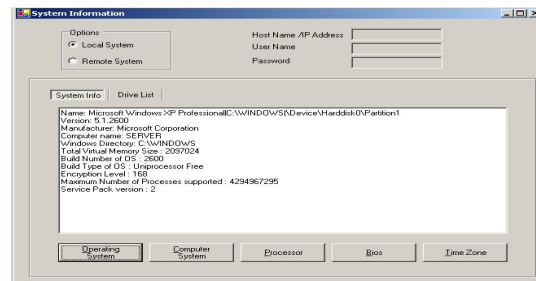 System Information
Options
Local System
Remote System
Host Name /IP Address
User Name
Password
System Info
Drive List
Name: Microsoft Windows XP Professional|C:\WINDOWS|\Device\Harddisk0\Partition1
Version: 5.1.2600
Manufacturer: Microsoft Corporation
Computer name: SERVER
Windows Directory: C:\WINDOWS
Total Virtual Memory Size : 2097024
Build Number of OS : 2600
Build Type of OS : Uniprocessor Free
Encryption Level : 168
Maximum Number of Processes supported : 4294967295
Service Pack version : 2
Operating System
Computer System
Processor
Bios
Time Zone